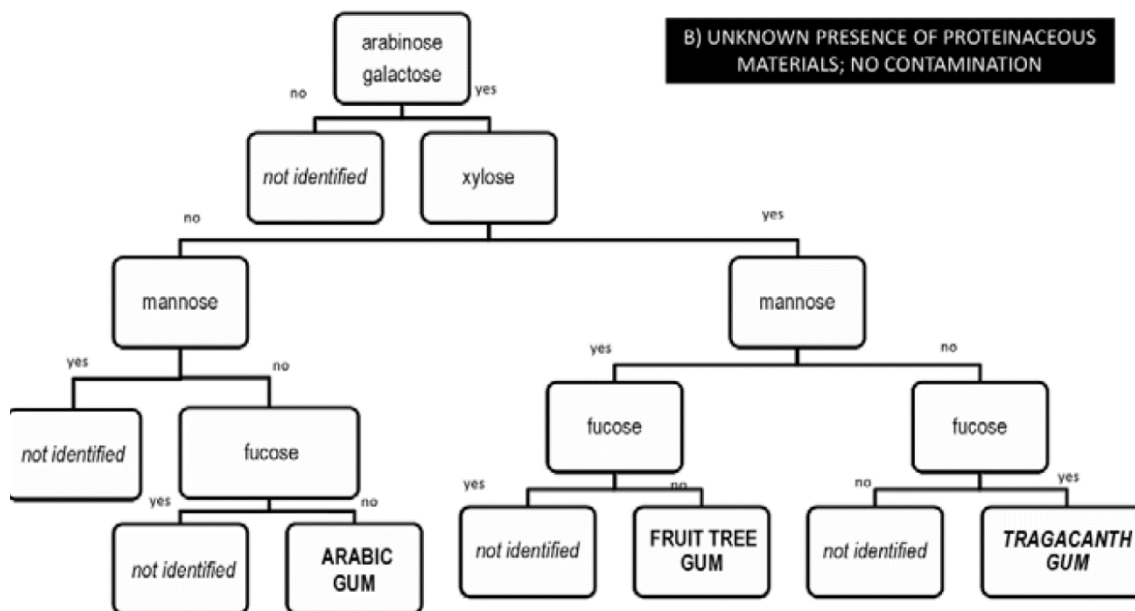 B) UNKNOWN PRESENCE OF PROTEINACEOUS
MATERIALS; NO CONTAMINATION
arabinose
galactose
no
yes
not identified
xylose
no
yes
mannose
mannose
yes
no
yes
no
not identified
fucose
fucose
fucose
yes
no
yes
no
no
yes
not identified
ARABIC
GUM
not identified
FRUIT TREE
GUM
not identified
TRAGACANTH
GUM